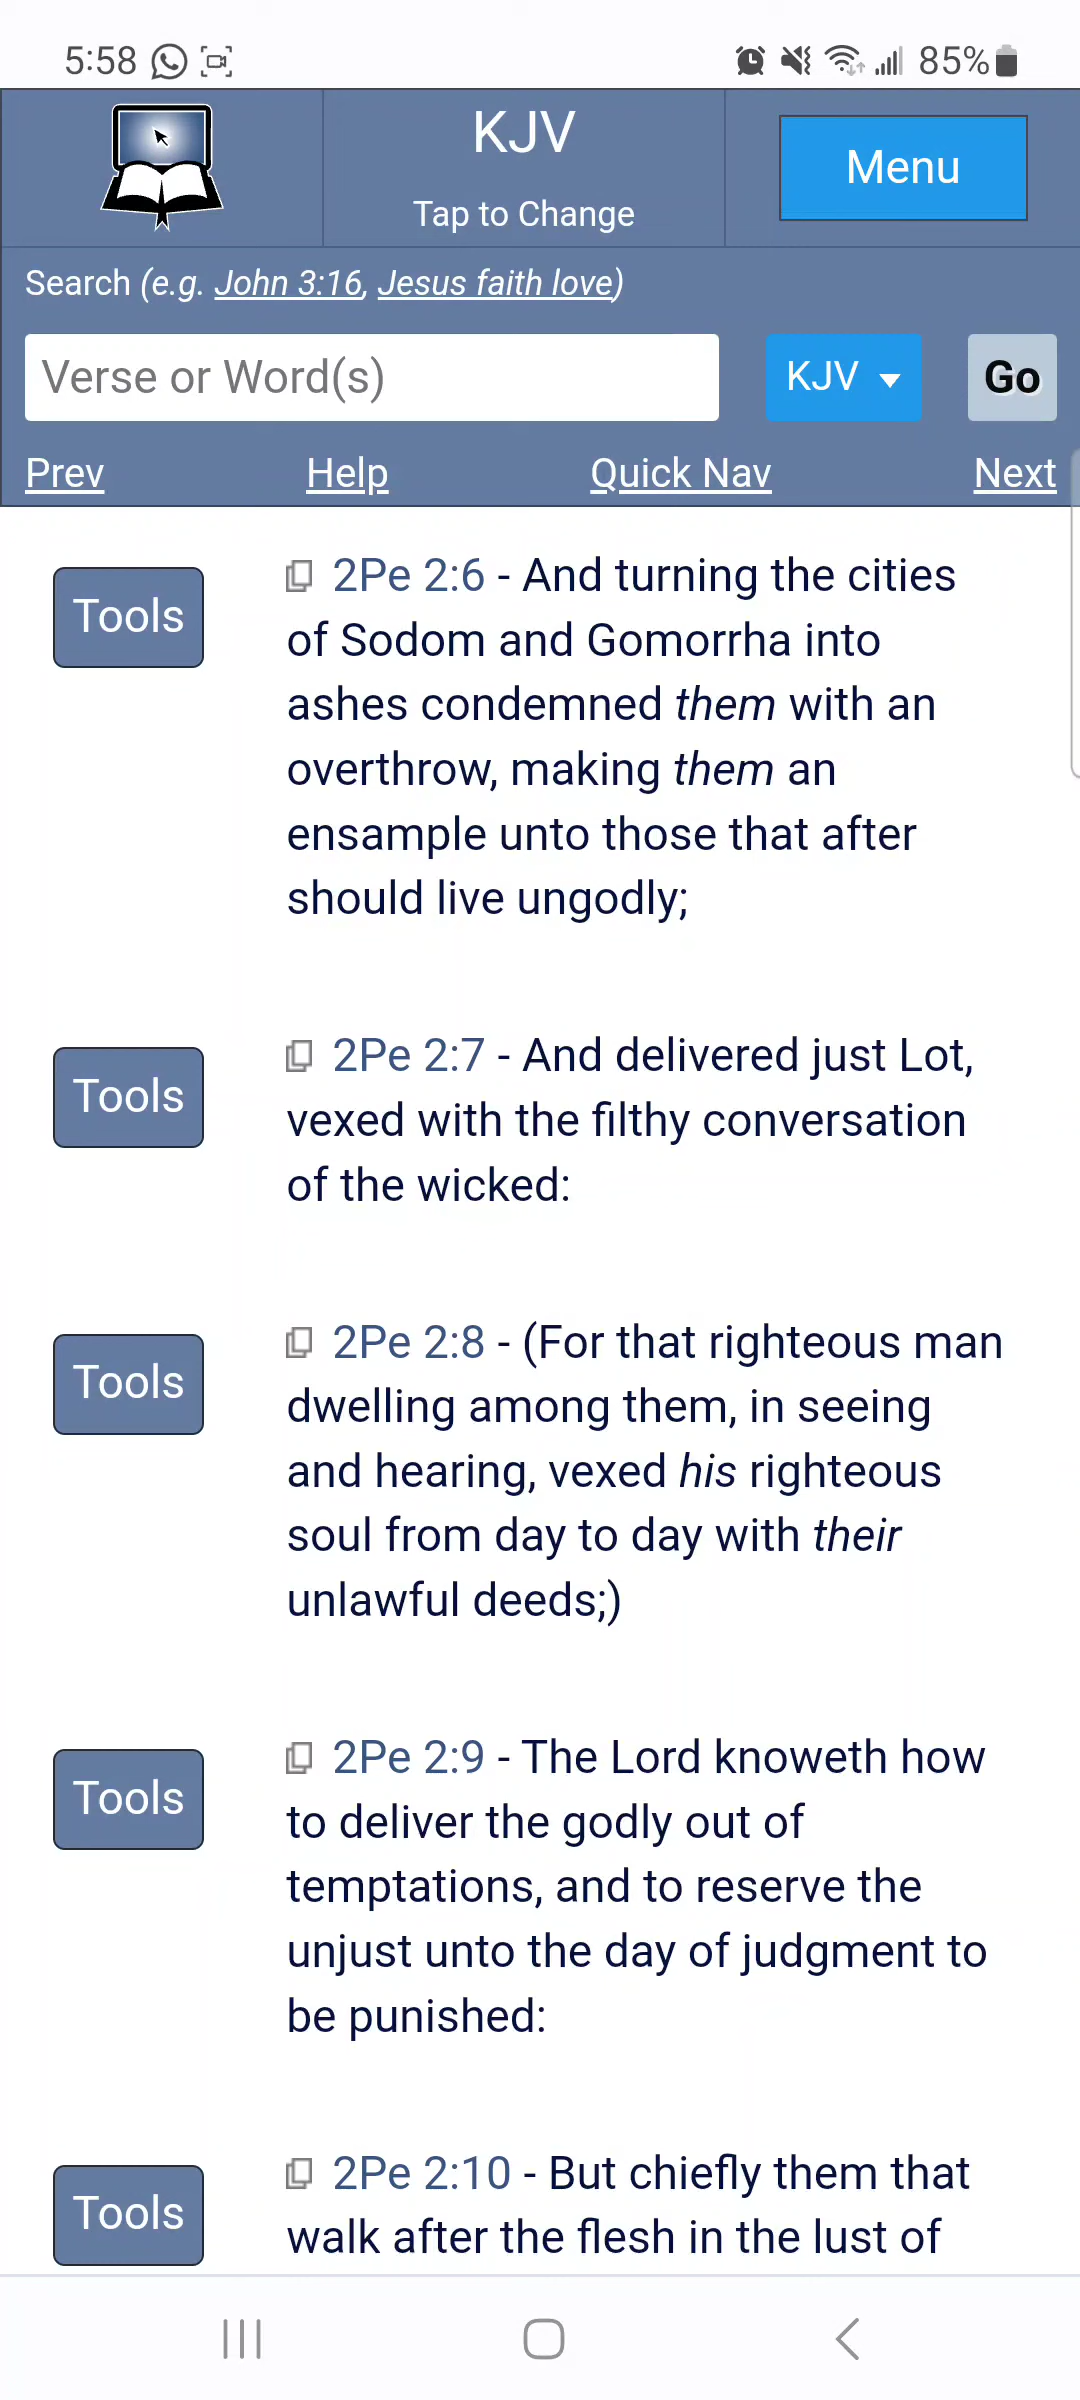 5:58
85%
KJV
Tap to Change
Menu
Search (e.g. John 3:16, Jesus faith love)
Verse or Word(s)
KJV
Go
Prev Help Quick Nav Next
Tools
2Pe 2:6 - And turning the cities
of Sodom and Gomorrha into
ashes condemned them with an
overthrow, making them an
ensample unto those that after
should live ungodly;
Tools
2Pe 2:7 - And delivered just Lot,
vexed with the filthy conversation
of the wicked:
Tools
2Pe 2:8 - (For that righteous man
dwelling among them, in seeing
and hearing, vexed his righteous
soul from day to day with their
unlawful deeds;)
Tools
2Pe 2:9 - The Lord knoweth how
to deliver the godly out of
temptations, and to reserve the
unjust unto the day of judgment to
be punished:
Tools
2Pe 2:10 - But chiefly them that
walk after the flesh in the lust of